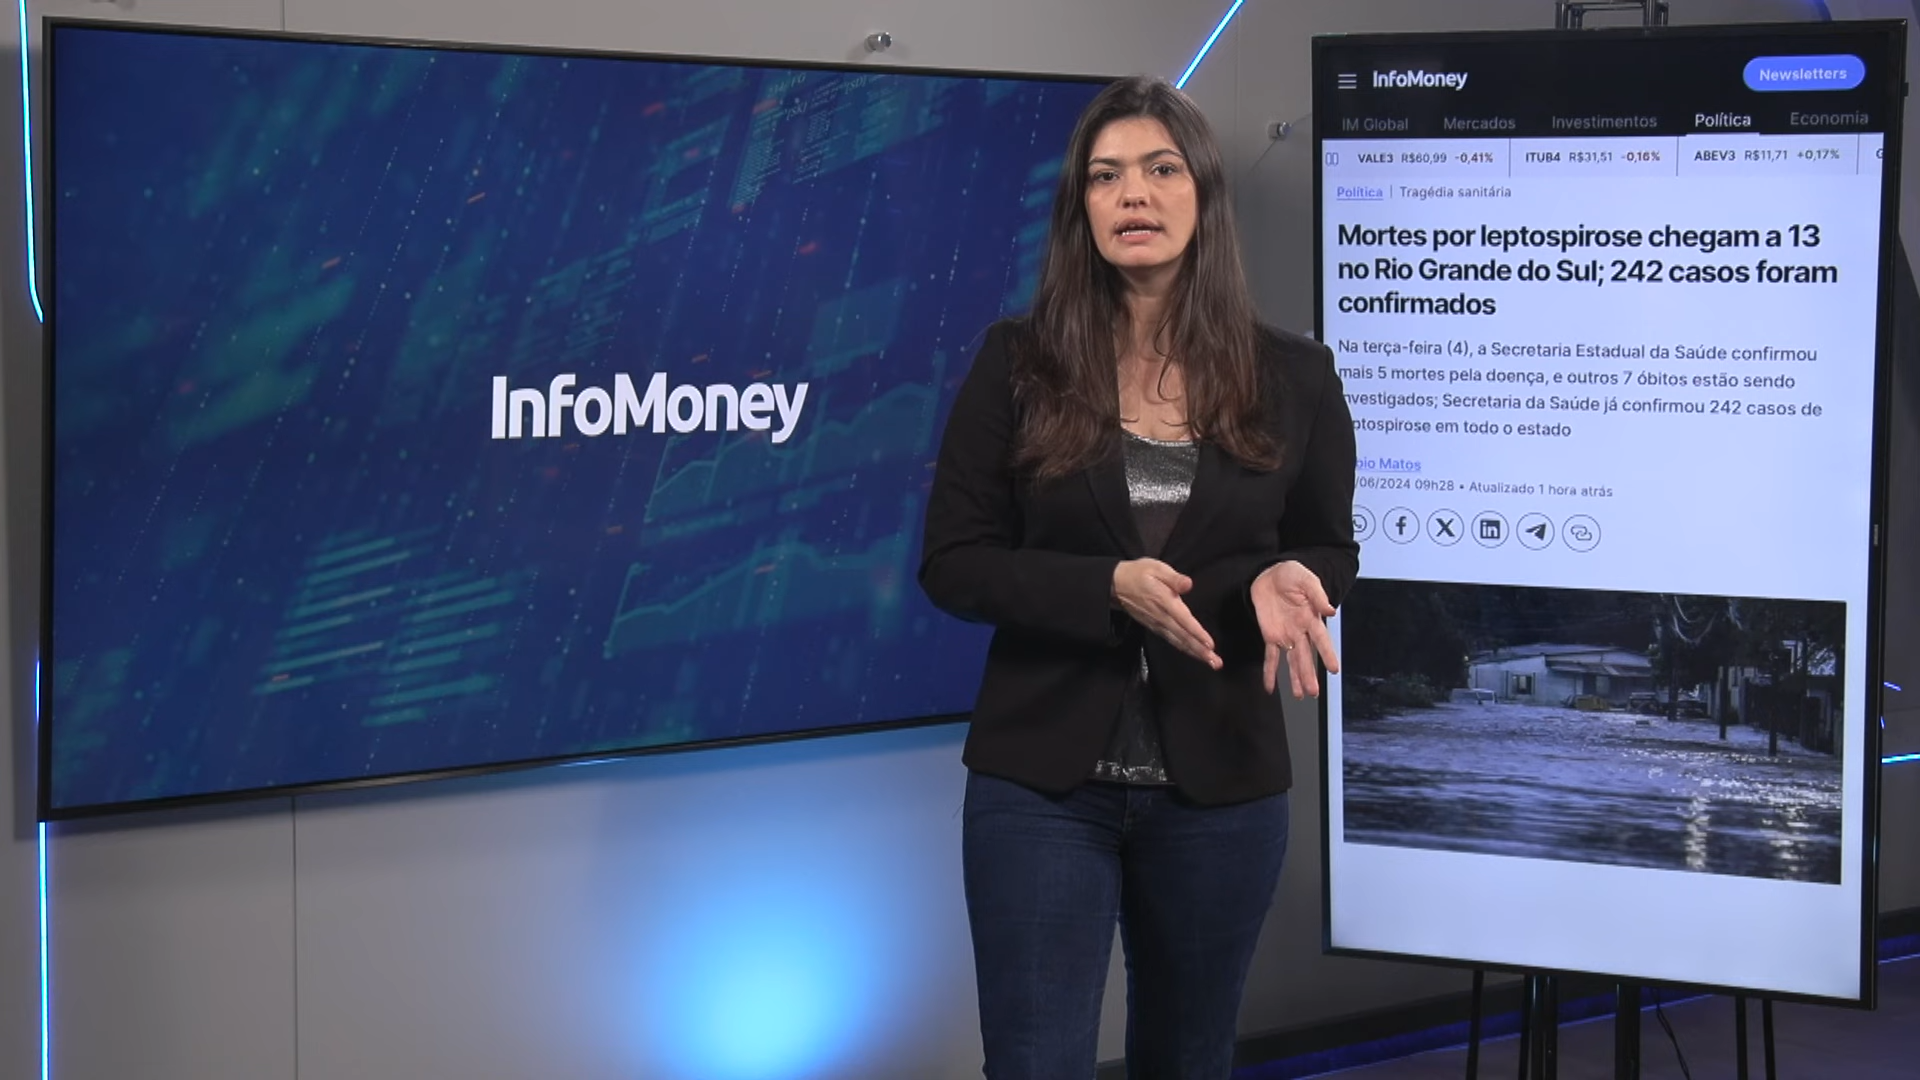 InfoMoney
InfoMoney
Newsletters
IM Global Mercados Investimentos Política Economia
VALE3 R$60,99 -0,41% ITUB4 R$31,51 -0,16% ABEV3 R$11,71 +0,17%
Política | Tragédia sanitária
Mortes por leptospirose chegam a 13
no Rio Grande do Sul; 242 casos foram
confirmados
Na terça-feira (4), a Secretaria Estadual da Saúde confirmou
mais 5 mortes pela doença, e outros 7 óbitos estão sendo
nvestigados; Secretaria da Saúde já confirmou 242 casos de
ptospirose em todo o estado
bio Matos
/06/2024 09h28 • Atualizado 1 hora atrás